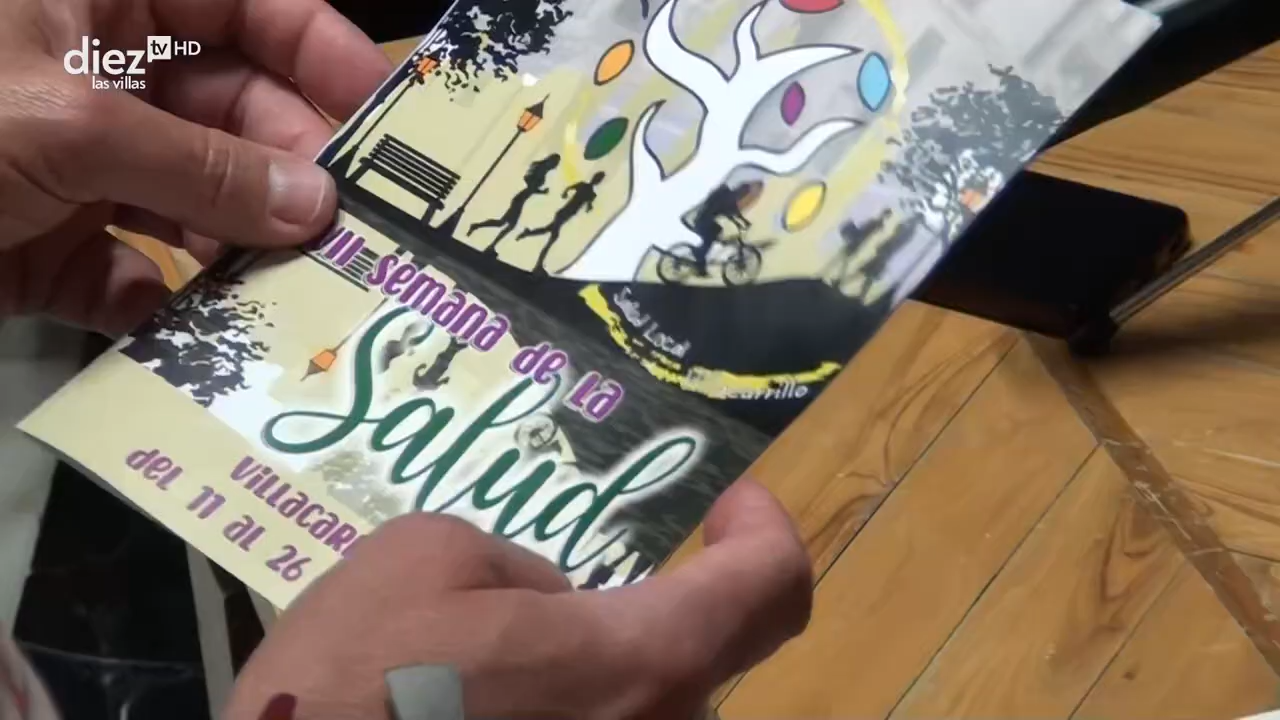 diez tv HD
las villas
Salud Local
semana de la
Salud
del 11 al 26